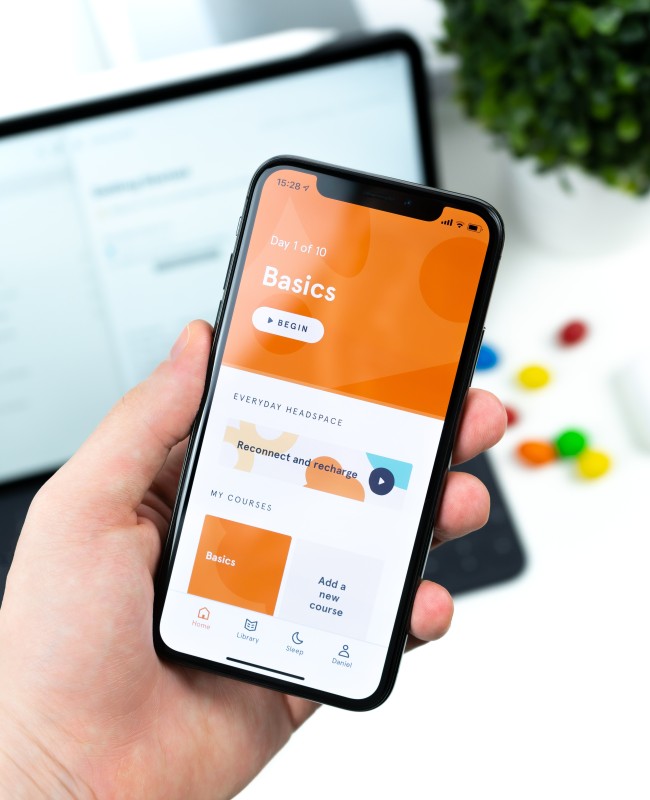 15:28
Day 1 of 10
Basics
BEGIN
EVERYDAY HEADSPACE
Reconnect and recharge
MY COURSES
Basics
Add a
new
course
Home
Library
Sleep
Daniel